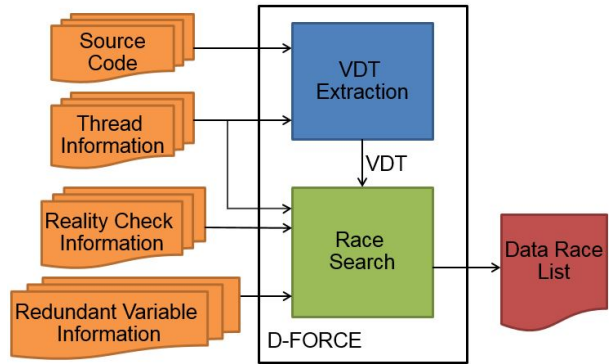 Source
Code
VDT
Extraction
Thread
Information
VDT
Reality Check
Information
Race
Search
Data Race
List
Redundant Variable
Information
D-FORCE